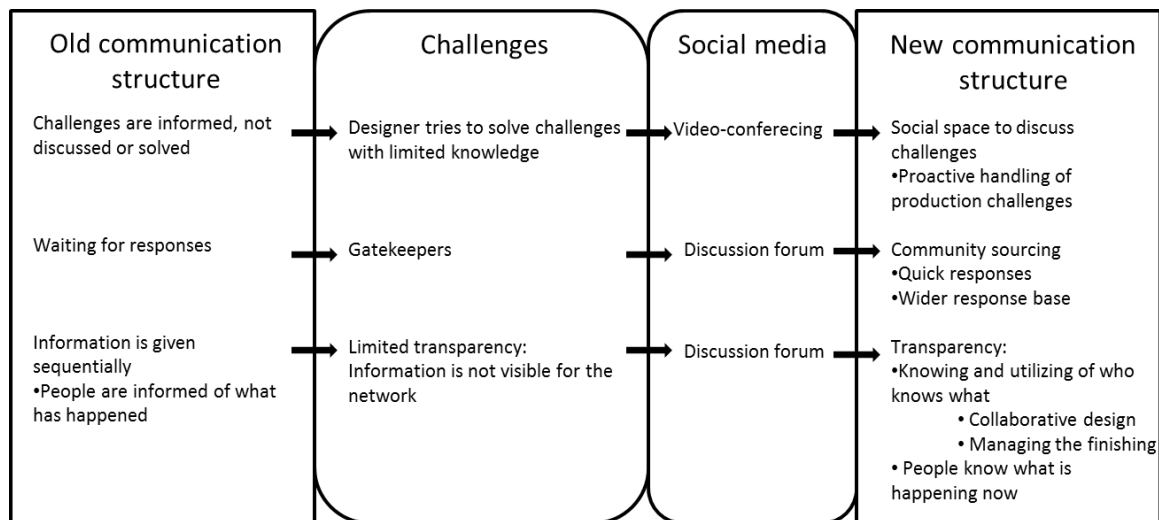 Old communication
structure
Challenges are informed, not
discussed or solved
Waiting for responses
Information is given
sequentially
•People are informed of what
has happened
Challenges
Designer tries to solve challenges
with limited knowledge
Gatekeepers
Limited transparency:
Information is not visible for the
network
Social media
Video-conferecing
Discussion forum
Discussion forum
New communication
structure
Social space to discuss
challenges
•Proactive handling of
production challenges
Community sourcing
•Quick responses
•Wider response base
Transparency:
•Knowing and utilizing of who
knows what
• Collaborative design
• Managing the finishing
• People know what is
happening now